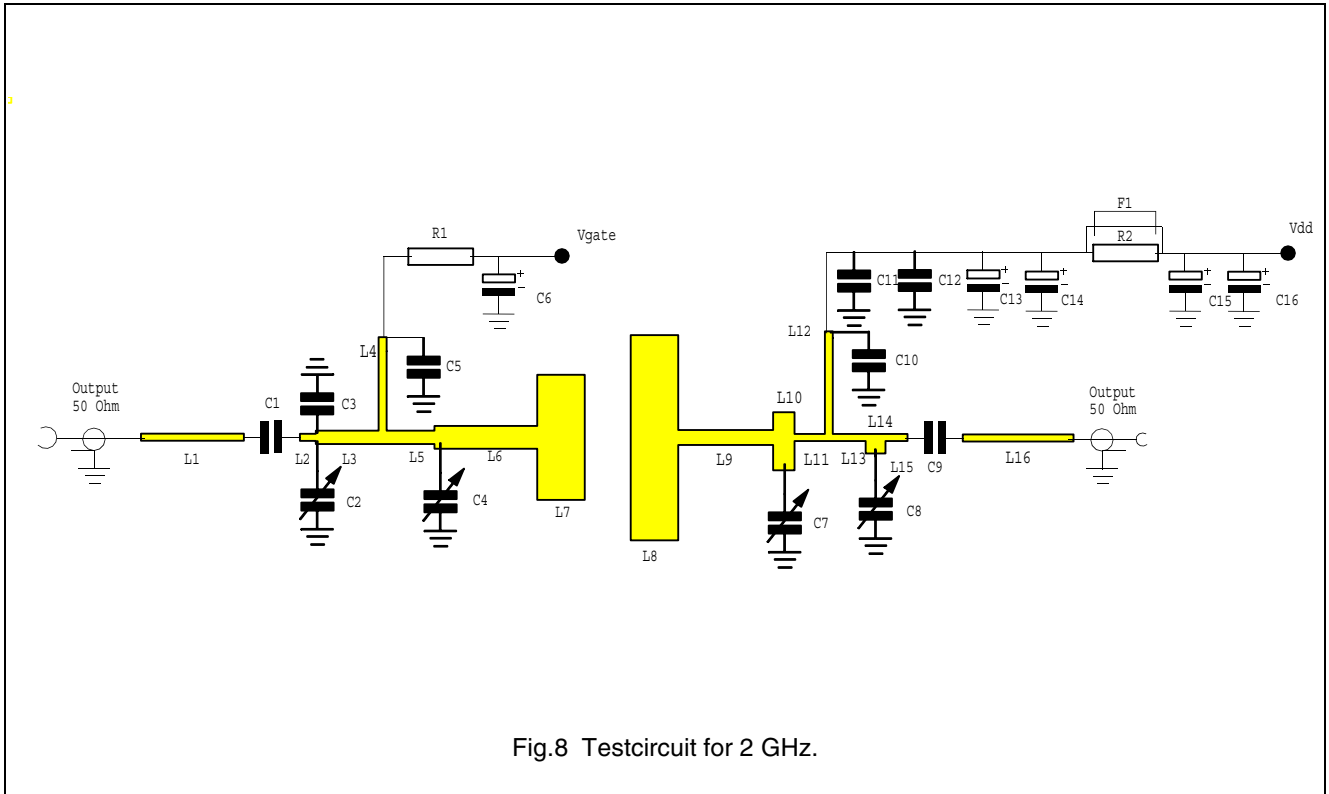 F1
R1
Vgate
R2
Vdd
+
-
C6
C11
C12
+
-
C13
+
-
C14
+
-
C15
+
-
C16
L4
C5
L12
C10
Output
50 Ohm
C1
C3
L10
L14
Output
50 Ohm
L1
L2
L3
L5
L6
L9
L11
L13
L15
C9
L16
C2
C4
L7
C7
C8
L8
Fig.8 Testcircuit for 2 GHz.